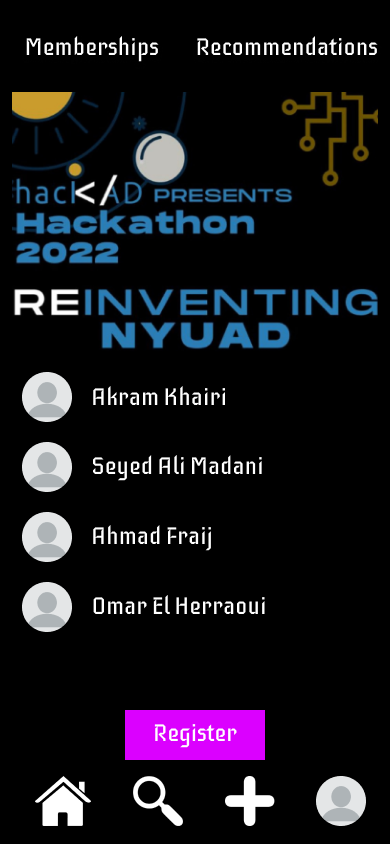 Memberships Recommendations
hack</AD PRESENTS
Hackathon
2022
REINVENTING
NYUAD
Akram Khairi
Seyed Ali Madani
Ahmad Fraij
Omar El Herraoui
Register